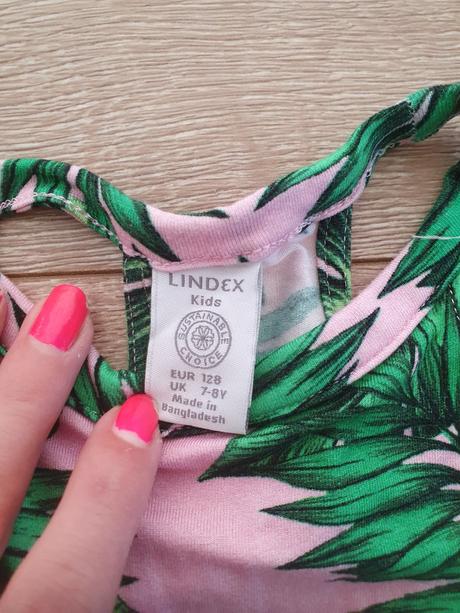 LINDEX
Kids
SUSTAINABLE
CHOICE
EUR 128
UK 7-8Y
Made in
Bangladesh